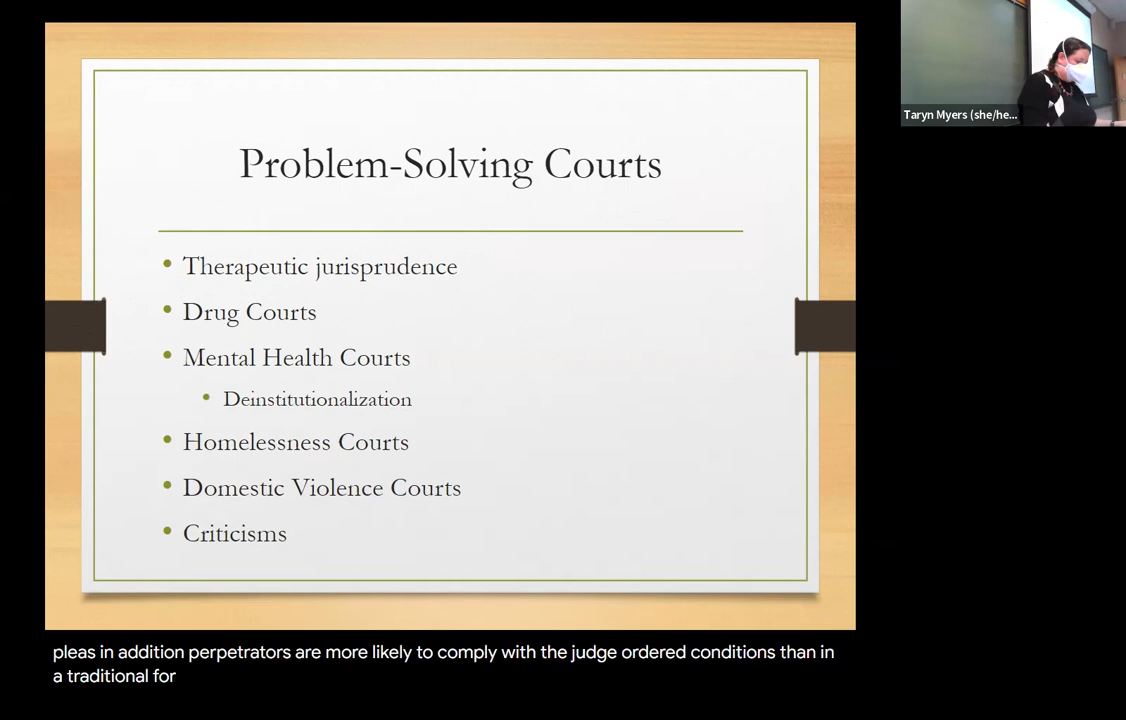 Problem-Solving Courts
Therapeutic jurisprudence
Drug Courts
Mental Health Courts
Deinstitutionalization
Homelessness Courts
Domestic Violence Courts
Criticisms
Taryn Myers (she/he...
pleas in addition perpetrators are more likely to comply with the judge ordered conditions than in
a traditional for